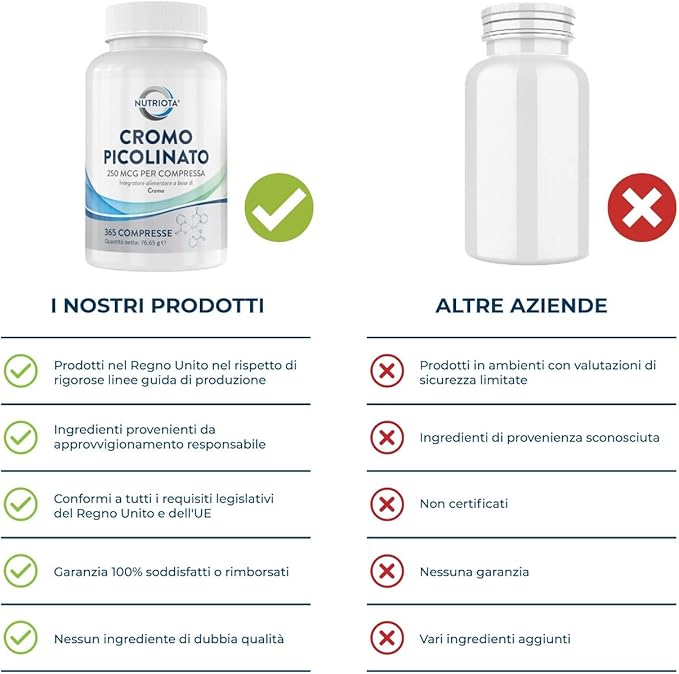 NUTRIOTA®
CROMO
PICOLINATO
250 MCG PER COMPRESSA
Integratore alimentare a base di
Cromo
365 COMPRESSE
Quantità netta: 76,65 g ℮
I NOSTRI PRODOTTI
Prodotti nel Regno Unito nel rispetto di
rigorose linee guida di produzione
Ingredienti provenienti da
approvvigionamento responsabile
Conformi a tutti i requisiti legislativi
del Regno Unito e dell'UE
Garanzia 100% soddisfatti o rimborsati
Nessun ingrediente di dubbia qualità
ALTRE AZIENDE
Prodotti in ambienti con valutazioni di
sicurezza limitate
Ingredienti di provenienza sconosciuta
Non certificati
Nessuna garanzia
Vari ingredienti aggiunti